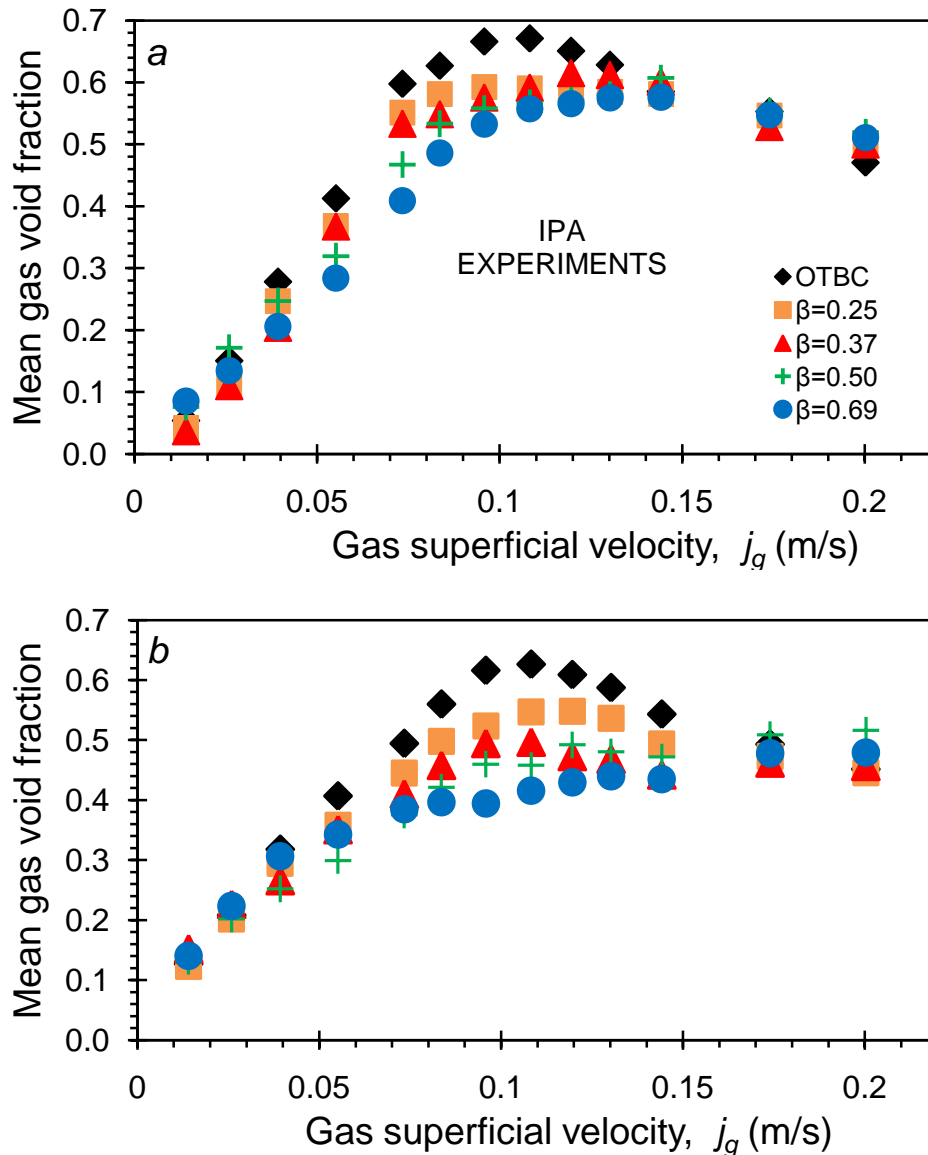 a
0.7
0.6
0.5
0.4
0.3
0.2
0.1
0.0
Mean gas void fraction
IPA
EXPERIMENTS
OTBC
β=0.25
β=0.37
β=0.50
β=0.69
0 0.05 0.1 0.15 0.2
Gas superficial velocity, jg (m/s)
b
0.7
0.6
0.5
0.4
0.3
0.2
0.1
0.0
Mean gas void fraction
0 0.05 0.1 0.15 0.2
Gas superficial velocity, jg (m/s)